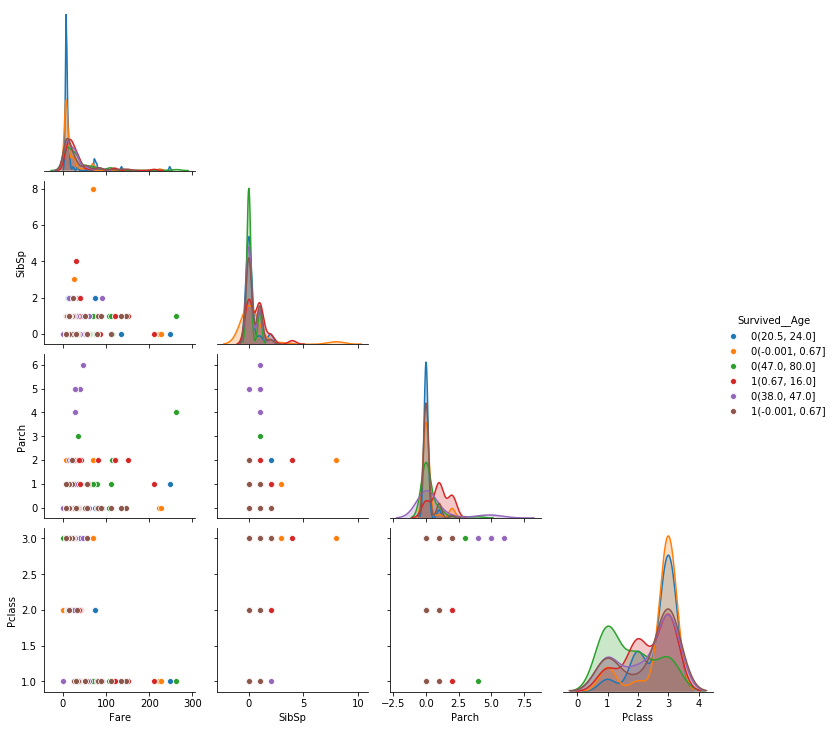 8
6
4
2
0
SibSp
6
5
4
3
2
1
0
Parch
3.0
2.5
2.0
1.5
1.0
Pclass
0 100 200 300
Fare
0 5 10
SibSp
−2.5 0.0 2.5 5.0 7.5
Parch
0 1 2 3 4
Pclass
Survived__Age
0(20.5, 24.0]
0(-0.001, 0.67]
0(47.0, 80.0]
1(0.67, 16.0]
0(38.0, 47.0]
1(-0.001, 0.67]